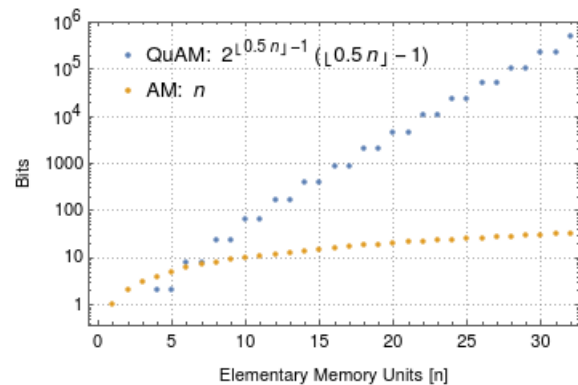 10^6
10^5
10^4
1000
100
10
1
Bits
QuAM: 2^{⌊0.5 n⌋−1} (⌊0.5 n⌋ − 1)
AM: n
0 5 10 15 20 25 30
Elementary Memory Units [n]